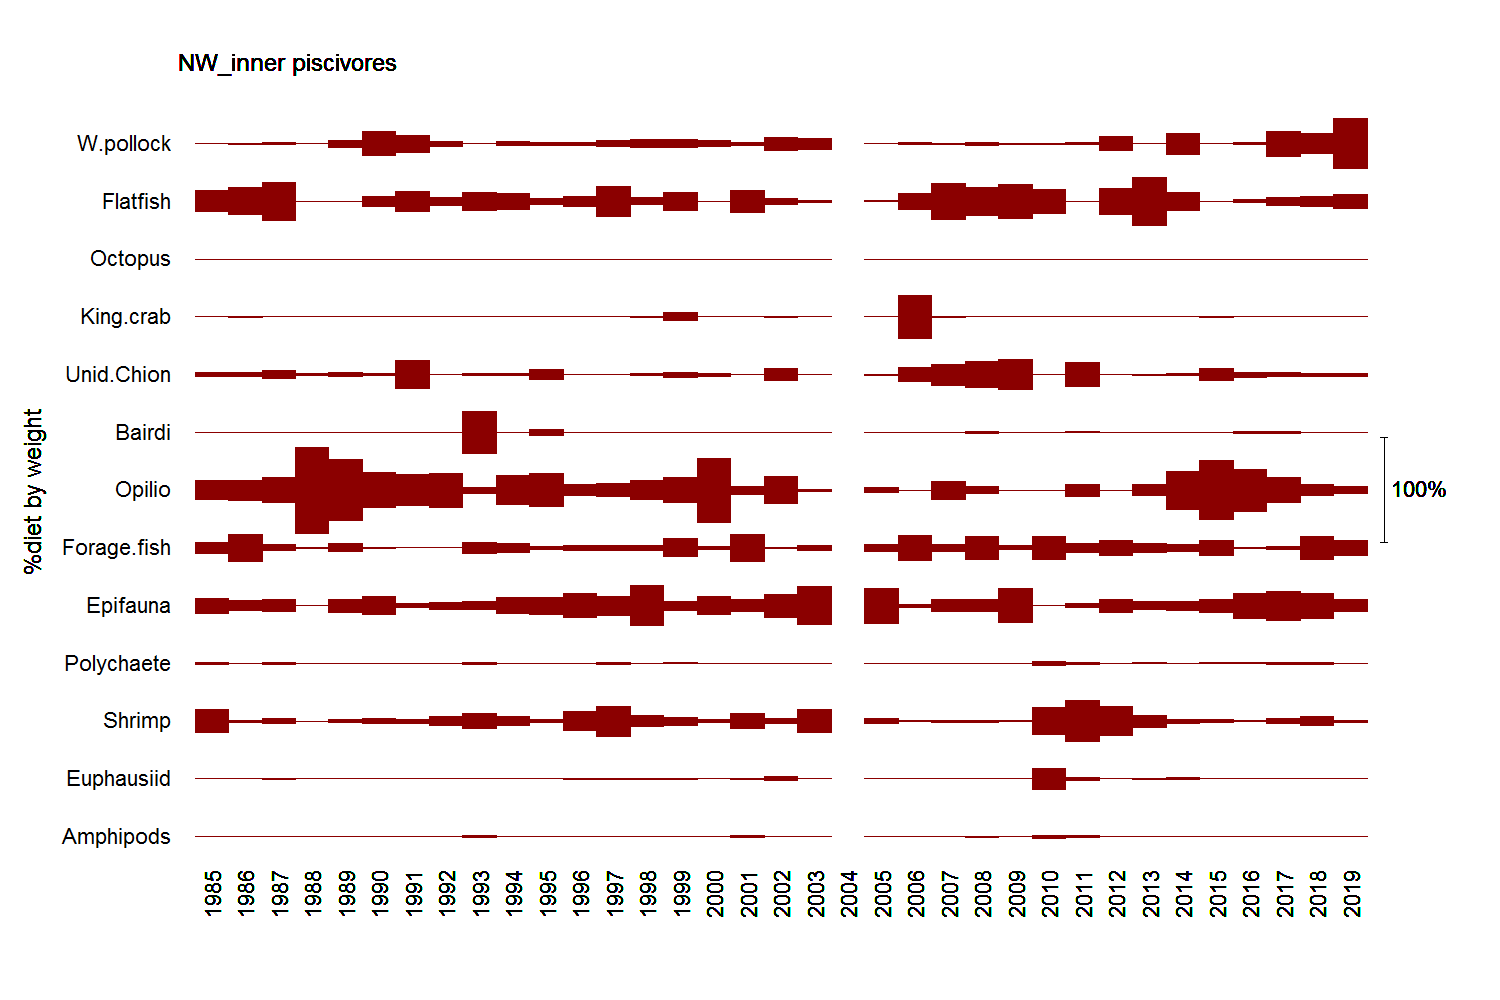 NW_inner piscivores
W.pollock
Flatfish
Octopus
King.crab
Unid.Chion
Bairdi
Opilio
Forage.fish
Epifauna
Polychaete
Shrimp
Euphausiid
Amphipods
%diet by weight
100%
1985
1986
1987
1988
1989
1990
1991
1992
1993
1994
1995
1996
1997
1998
1999
2000
2001
2002
2003
2004
2005
2006
2007
2008
2009
2010
2011
2012
2013
2014
2015
2016
2017
2018
2019